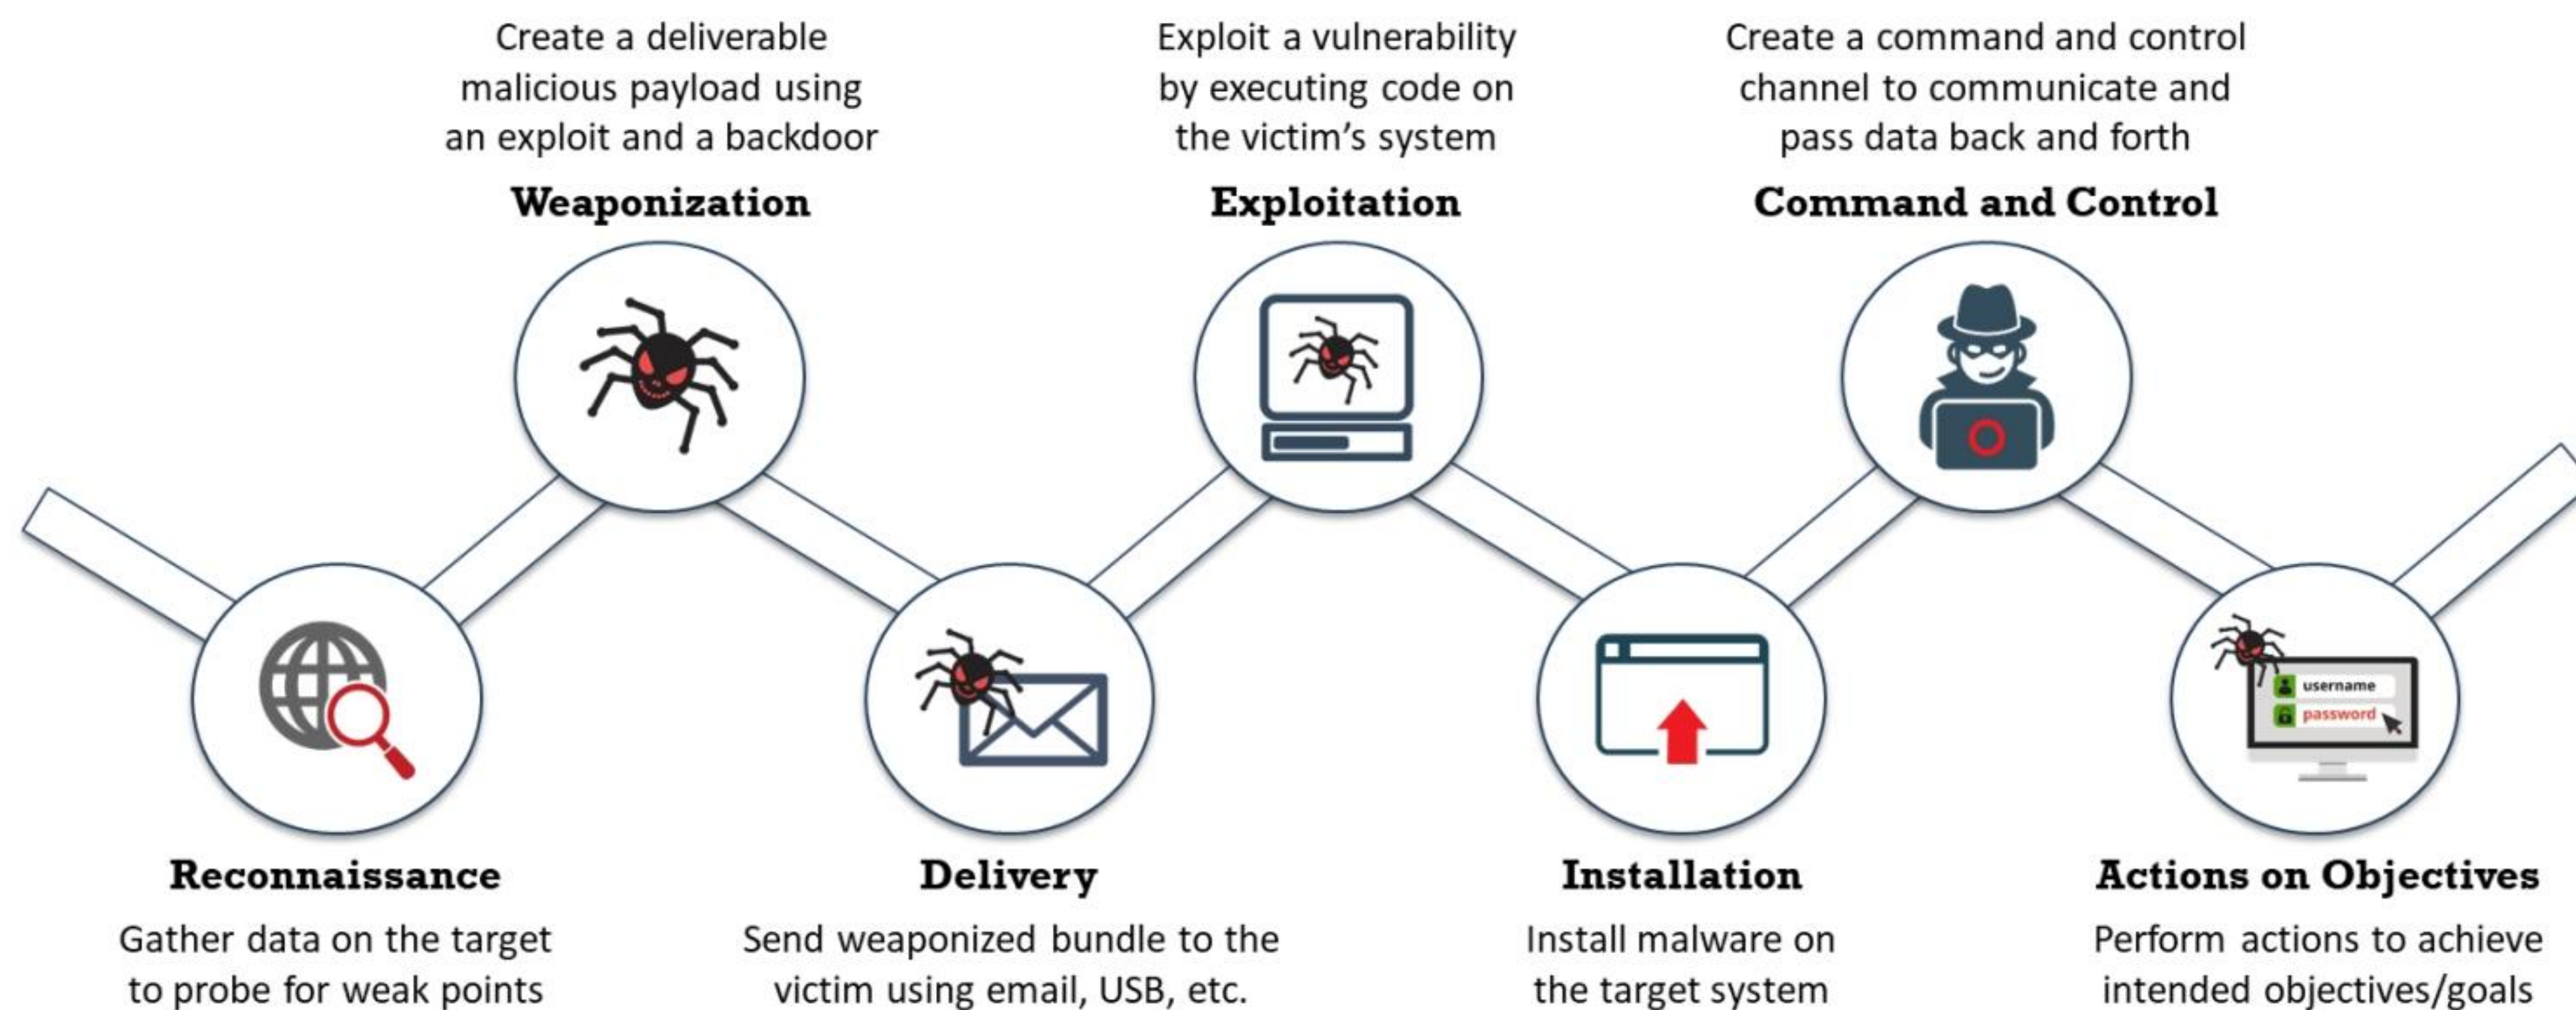 Create a deliverable
malicious payload using
an exploit and a backdoor
Weaponization
Exploit a vulnerability
by executing code on
the victim's system
Exploitation
Create a command and control
channel to communicate and
pass data back and forth
Command and Control
Reconnaissance
Gather data on the target
to probe for weak points
Delivery
Send weaponized bundle to the
victim using email, USB, etc.
Installation
Install malware on
the target system
username
password
Actions on Objectives
Perform actions to achieve
intended objectives/goals